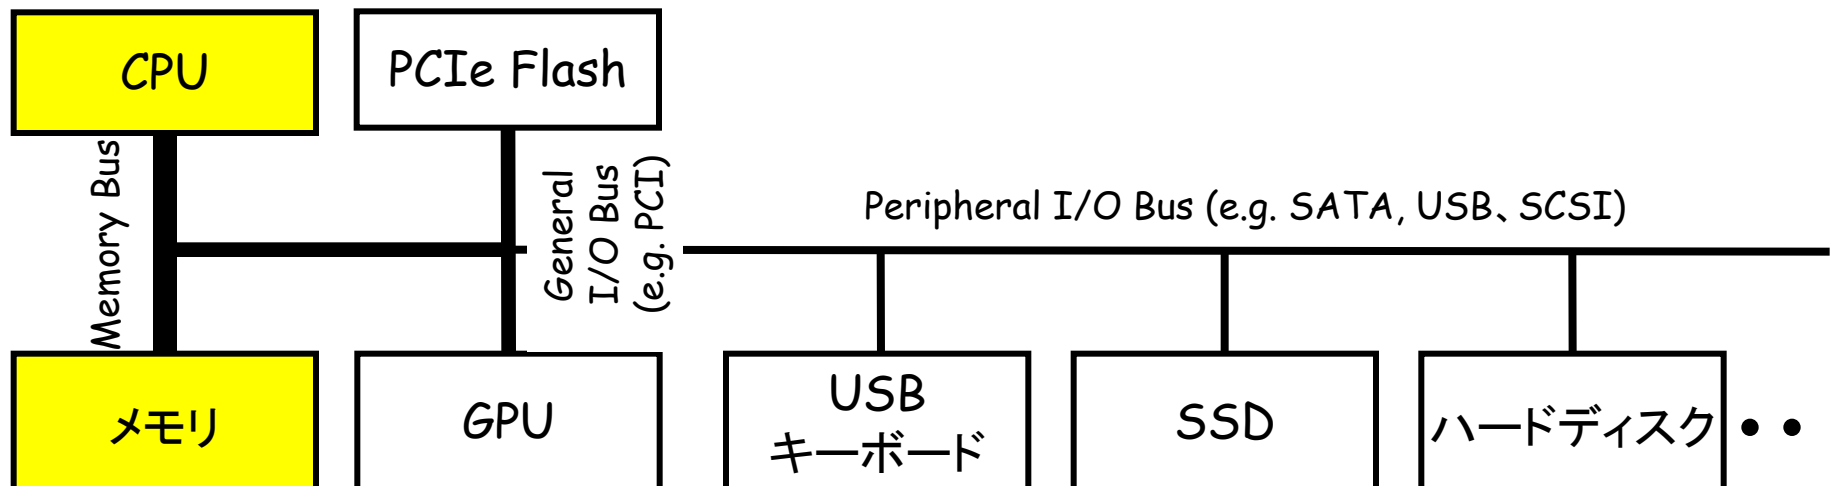 CPU
PCIe Flash
Memory Bus
General
I/O Bus
(e.g. PCI)
Peripheral I/O Bus (e.g. SATA, USB、SCSI)
メモリ
GPU
USB
キーボード
SSD
ハードディスク
••